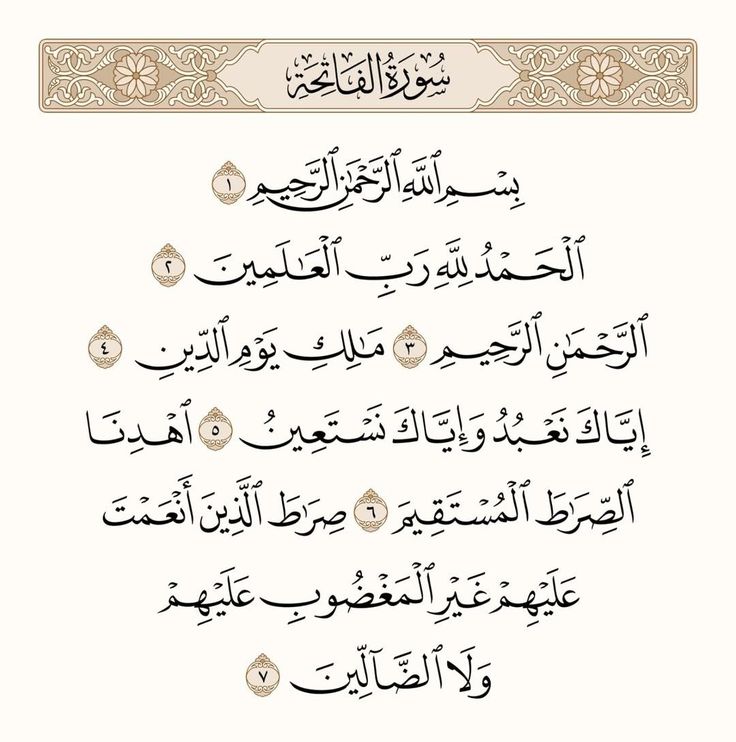 سُورَةُ الفَاتِحَةِ
بِسْمِ ٱللَّهِ ٱلرَّحْمَٰنِ ٱلرَّحِيمِ ١
ٱلْحَمْدُ لِلَّهِ رَبِّ ٱلْعَٰلَمِينَ ٢
ٱلرَّحْمَٰنِ ٱلرَّحِيمِ ٣ مَٰلِكِ يَوْمِ ٱلدِّينِ ٤
إِيَّاكَ نَعْبُدُ وَإِيَّاكَ نَسْتَعِينُ ٥ ٱهْدِنَا
ٱلصِّرَٰطَ ٱلْمُسْتَقِيمَ ٦ صِرَٰطَ ٱلَّذِينَ أَنْعَمْتَ
عَلَيْهِمْ غَيْرِ ٱلْمَغْضُوبِ عَلَيْهِمْ
وَلَا ٱلضَّآلِّينَ ٧